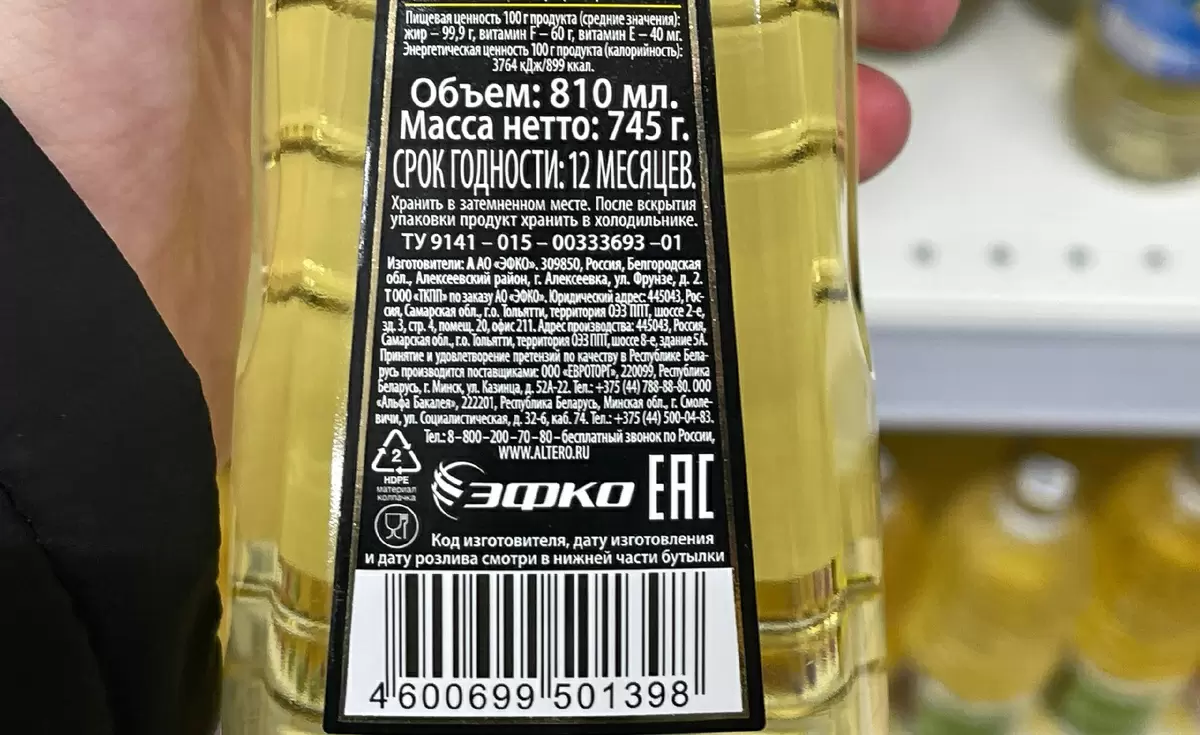 Пищевая ценность 100 г продукта (средние значения):
жир – 99,9 г, витамин F – 60 г, витамин E – 40 мг.
Энергетическая ценность 100 г продукта (калорийность):
3764 кДж/899 ккал.
Объем: 810 мл.
Масса нетто: 745 г.
СРОК ГОДНОСТИ: 12 МЕСЯЦЕВ.
Хранить в затемненном месте. После вскрытия
упаковки продукт хранить в холодильнике.
ТУ 9141 – 015 – 00333693 –01
Изготовители: А АО «ЭФКО». 309850, Россия, Белгородская
обл., Алексеевский район, г. Алексеевка, ул. Фрунзе, д. 2.
Т ООО «ТКПП» по заказу АО «ЭФКО». Юридический адрес: 445043, Рос-
сия, Самарская обл., г.о. Тольятти, территория ОЭЗ ППТ, шоссе 2-е,
зд. 3, стр. 4, помещ. 20, офис 211. Адрес производства: 445043, Россия,
Самарская обл., г.о. Тольятти, территория ОЭЗ ППТ, шоссе 8-е, здание 5А.
Принятие и удовлетворение претензий по качеству в Республике Бела-
русь производится поставщиками: ООО «ЕВРОТОРГ», 220099, Республика
Беларусь, г. Минск, ул. Казинца, д. 52А-22. Тел.: +375 (44) 788-88-80. ООО
«Альфа Бакалея», 222201, Республика Беларусь, Минская обл., г. Смоле-
вичи, ул. Социалистическая, д. 32-6, каб. 74. Тел.: +375 (44) 500-04-83.
Тел.: 8–800–200–70–80 – бесплатный звонок по России,
WWW.ALTERO.RU
2
HDPE
материал
колпачка
ЭФКО
EAC
Код изготовителя, дату изготовления
и дату розлива смотри в нижней части бутылки
4 600699 501398